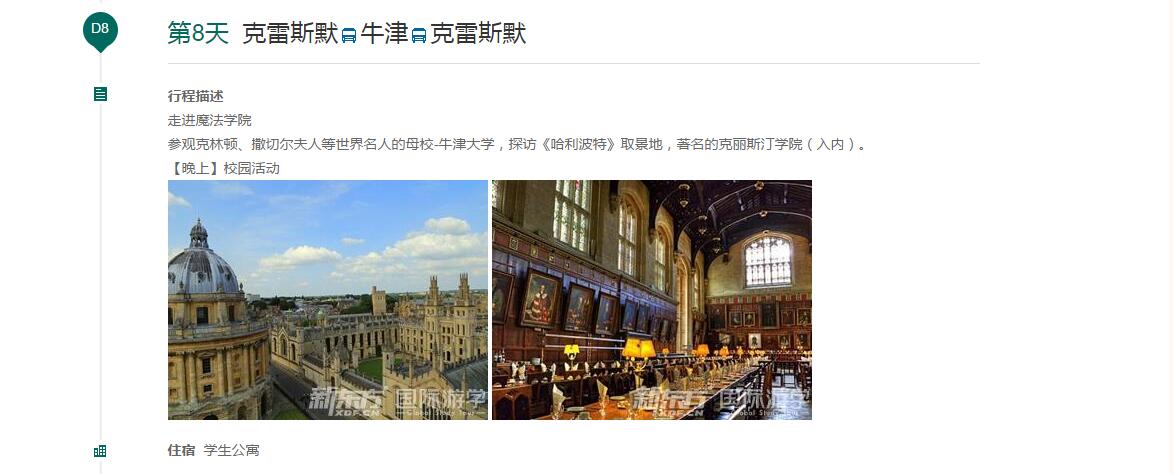 D8
第8天 克雷斯默 牛津 克雷斯默
行程描述
走进魔法学院
参观克林顿、撒切尔夫人等世界名人的母校-牛津大学，探访《哈利波特》取景地，著名的克丽斯汀学院（入内）。
【晚上】校园活动
新东方 XDF.CN 国际游学 Global Study Tour
新东方 XDF.CN 国际游学 Global Study Tour
住宿 学生公寓